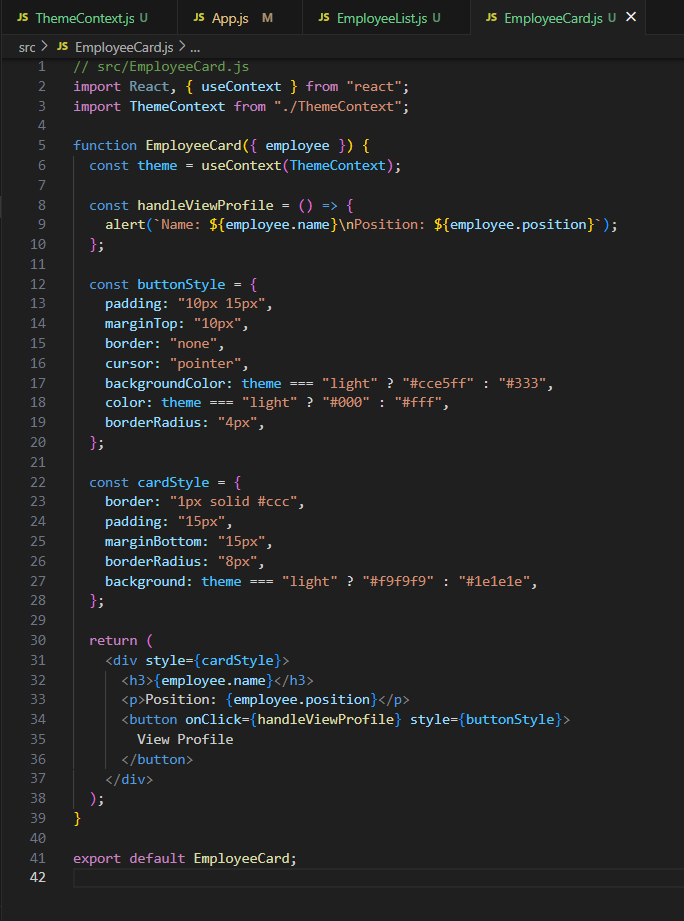 JS ThemeContext.js U JS App.js M JS EmployeeList.js U JS EmployeeCard.js U ×
src > JS EmployeeCard.js > ...
1 // src/EmployeeCard.js
2 import React, { useContext } from "react";
3 import ThemeContext from "./ThemeContext";
4
5 function EmployeeCard({ employee }) {
6   const theme = useContext(ThemeContext);
7
8   const handleViewProfile = () => {
9     alert(`Name: ${employee.name}\nPosition: ${employee.position}`);
10   };
11
12   const buttonStyle = {
13     padding: "10px 15px",
14     marginTop: "10px",
15     border: "none",
16     cursor: "pointer",
17     backgroundColor: theme === "light" ? "#cce5ff" : "#333",
18     color: theme === "light" ? "#000" : "#fff",
19     borderRadius: "4px",
20   };
21
22   const cardStyle = {
23     border: "1px solid #ccc",
24     padding: "15px",
25     marginBottom: "15px",
26     borderRadius: "8px",
27     background: theme === "light" ? "#f9f9f9" : "#1e1e1e",
28   };
29
30   return (
31     <div style={cardStyle}>
32       <h3>{employee.name}</h3>
33       <p>Position: {employee.position}</p>
34       <button onClick={handleViewProfile} style={buttonStyle}>
35         View Profile
36       </button>
37     </div>
38   );
39 }
40
41 export default EmployeeCard;
42